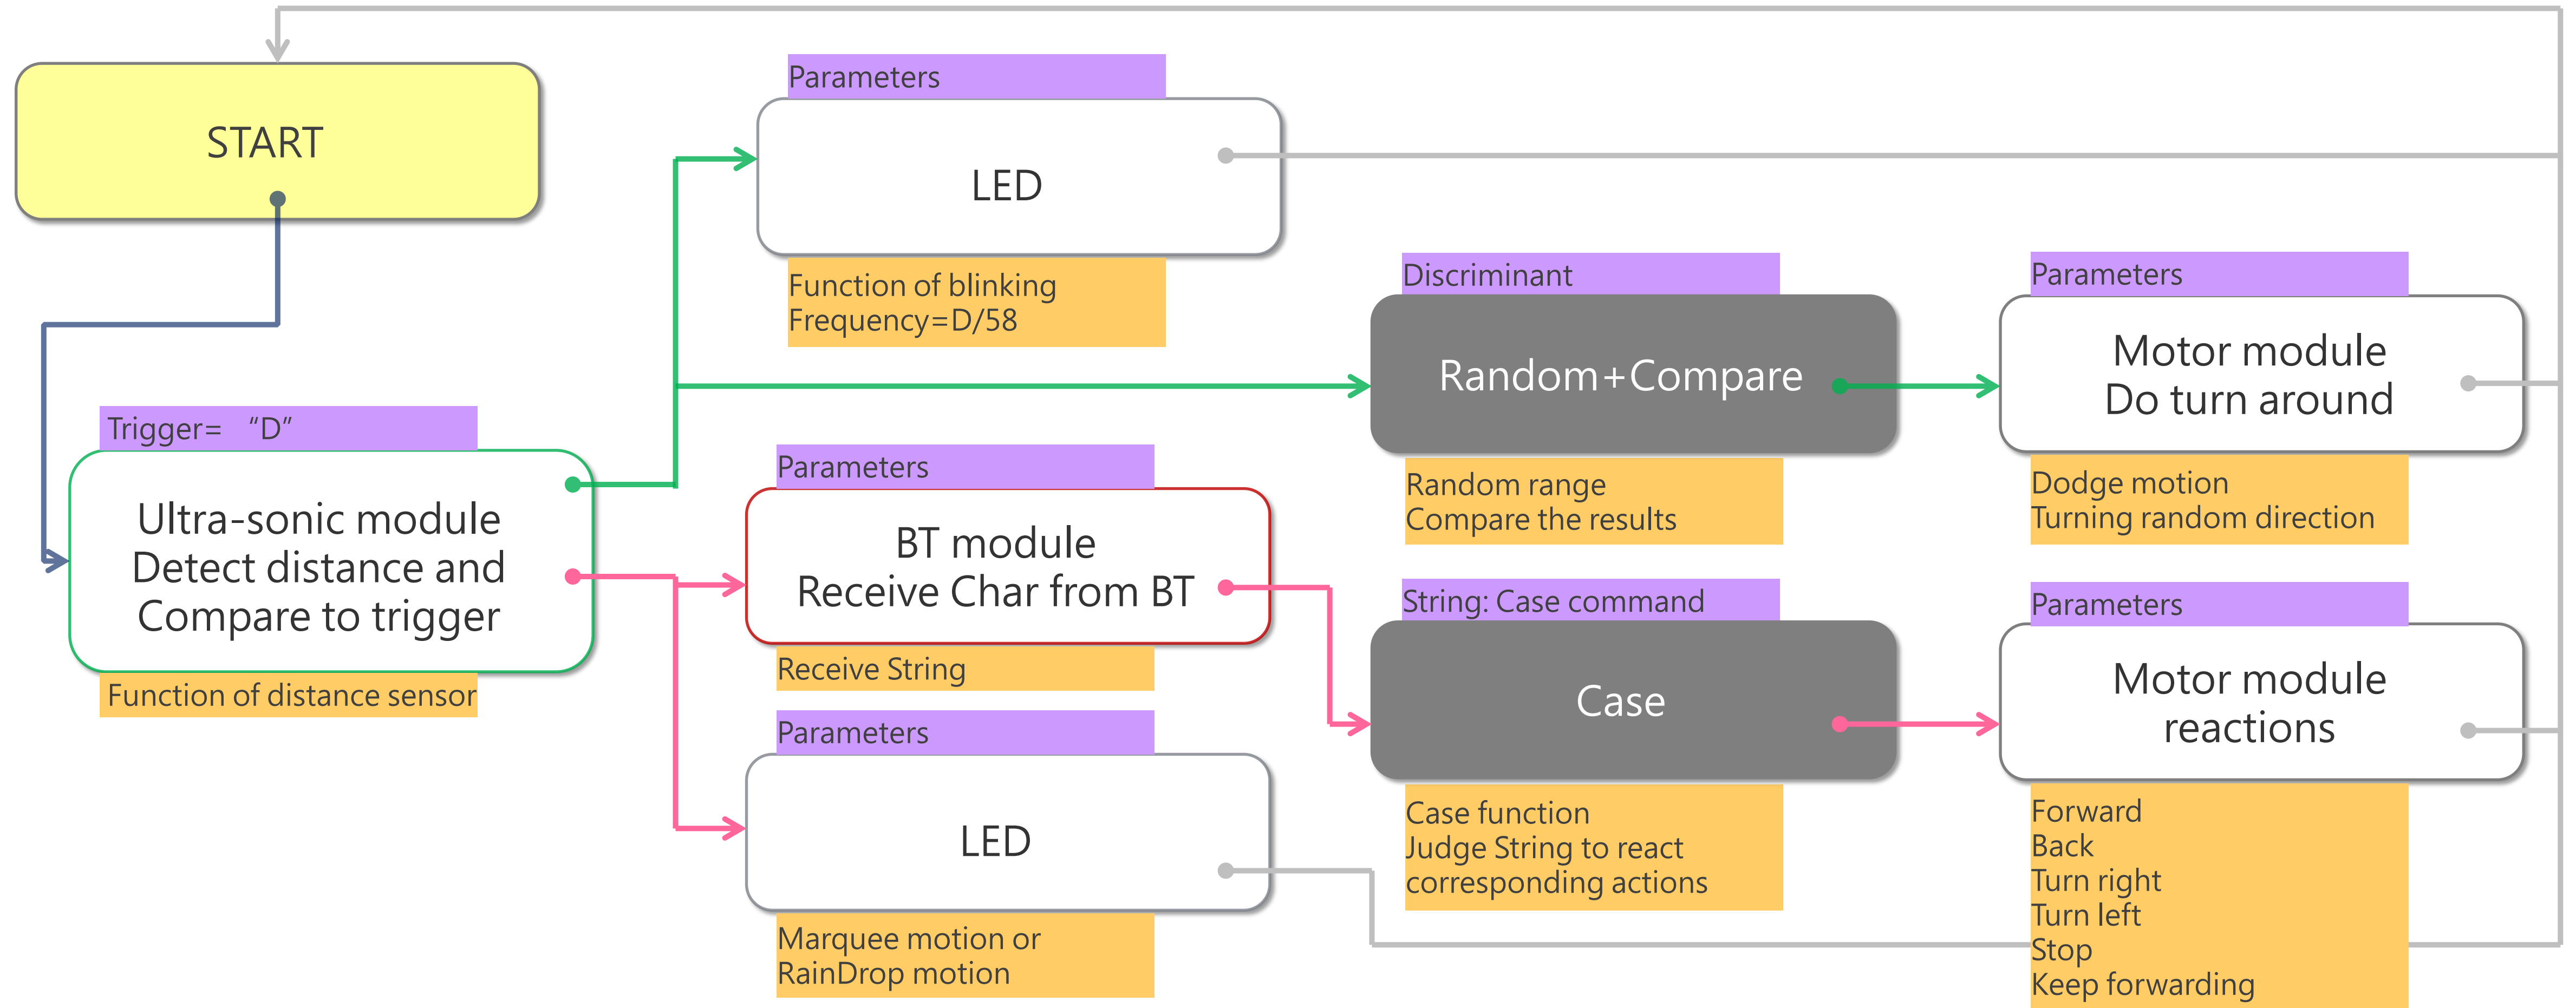 START
Parameters
LED
Function of blinking
Frequency=D/58
Discriminant
Random+Compare
Random range
Compare the results
Parameters
Motor module
Do turn around
Dodge motion
Turning random direction
Trigger= “D”
Ultra-sonic module
Detect distance and
Compare to trigger
Function of distance sensor
Parameters
BT module
Receive Char from BT
Receive String
String: Case command
Case
Case function
Judge String to react
corresponding actions
Parameters
Motor module
reactions
Forward
Back
Turn right
Turn left
Stop
Keep forwarding
Parameters
LED
Marquee motion or
RainDrop motion